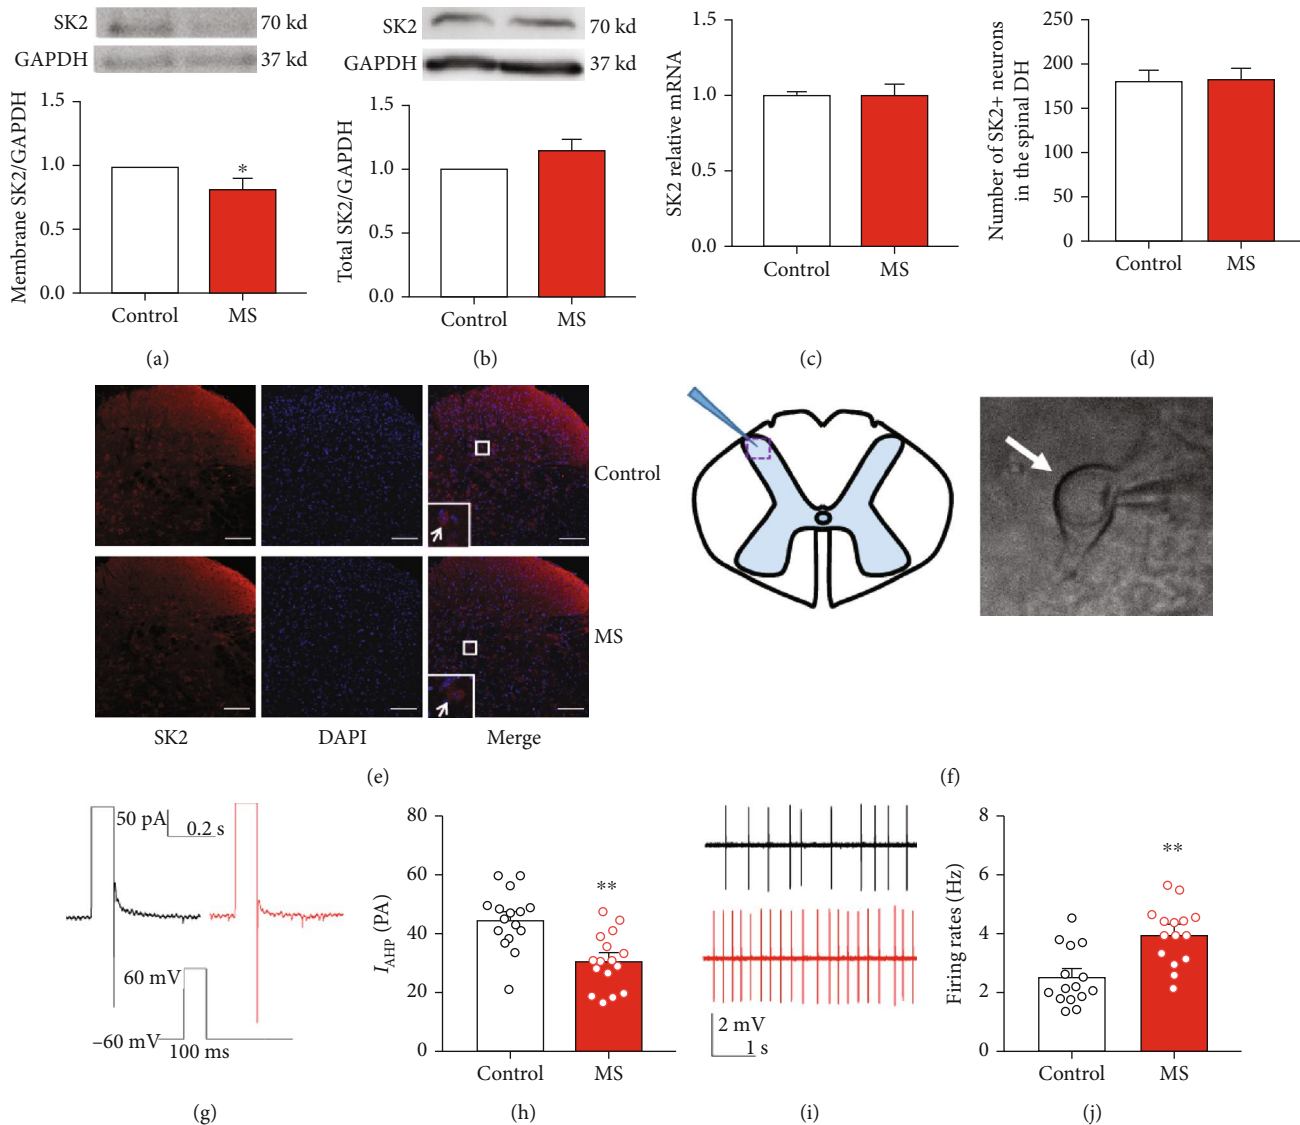 SK2
70 kd
GAPDH
37 kd
Membrane SK2/GAPDH
1.5
1.0
0.5
0.0
*
Control
MS
(a)
SK2
70 kd
GAPDH
37 kd
Total SK2/GAPDH
1.5
1.0
0.5
0.0
Control
MS
(b)
SK2 relative mRNA
1.5
1.0
0.5
0.0
Control
MS
(c)
Number of SK2+ neurons
in the spinal DH
250
200
150
100
50
0
Control
MS
(d)
Control
MS
SK2
DAPI
Merge
(e)
(f)
50 pA
0.2 s
60 mV
−60 mV
100 ms
(g)
I_AHP (PA)
80
60
40
20
0
**
Control
MS
(h)
2 mV
1 s
(i)
Firing rates (Hz)
8
6
4
2
0
**
Control
MS
(j)